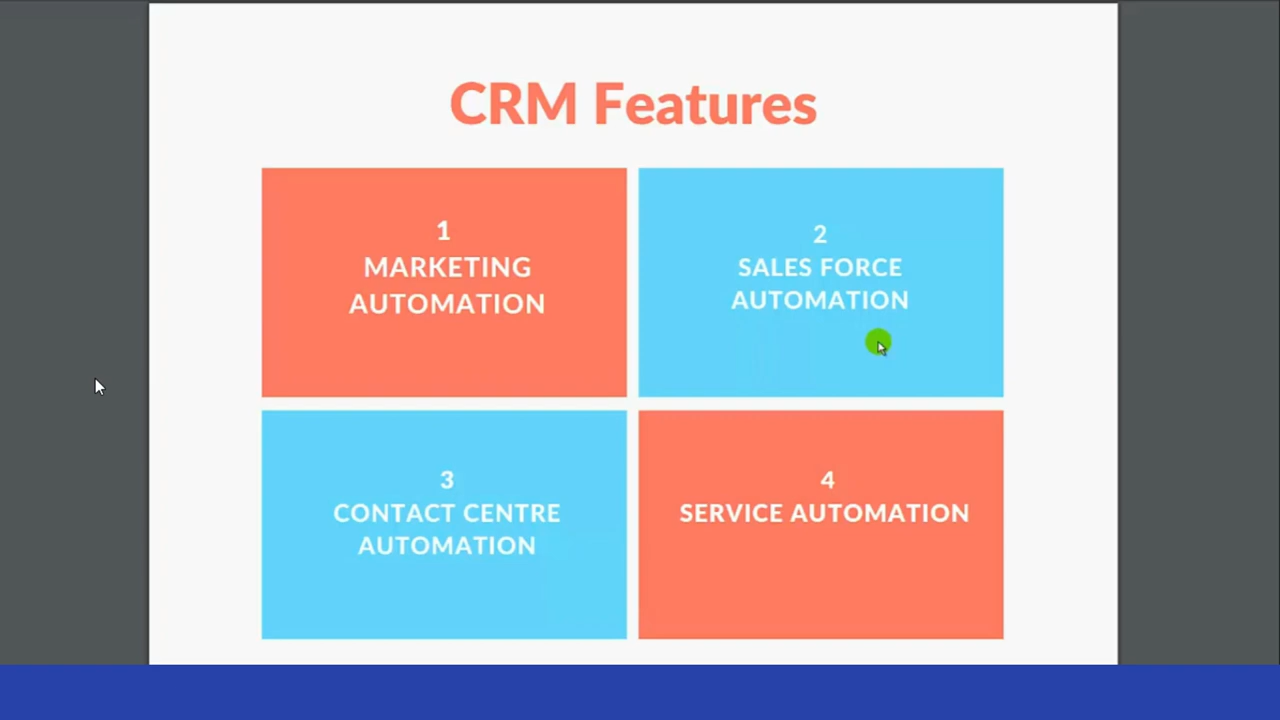 CRM Features
1
MARKETING
AUTOMATION
2
SALES FORCE
AUTOMATION
3
CONTACT CENTRE
AUTOMATION
4
SERVICE AUTOMATION